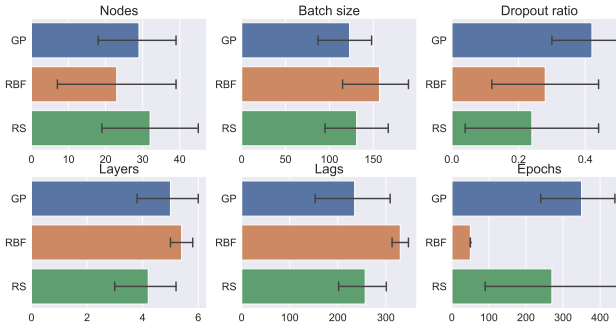 Nodes Batch size Dropout ratio
GP GP GP
RBF RBF RBF
RS RS RS
0 10 20 30 40 0 50 100 150 0.0 0.2 0.4
Layers Lags Epochs
GP GP GP
RBF RBF RBF
RS RS RS
0 2 4 6 0 100 200 300 0 100 200 300 400